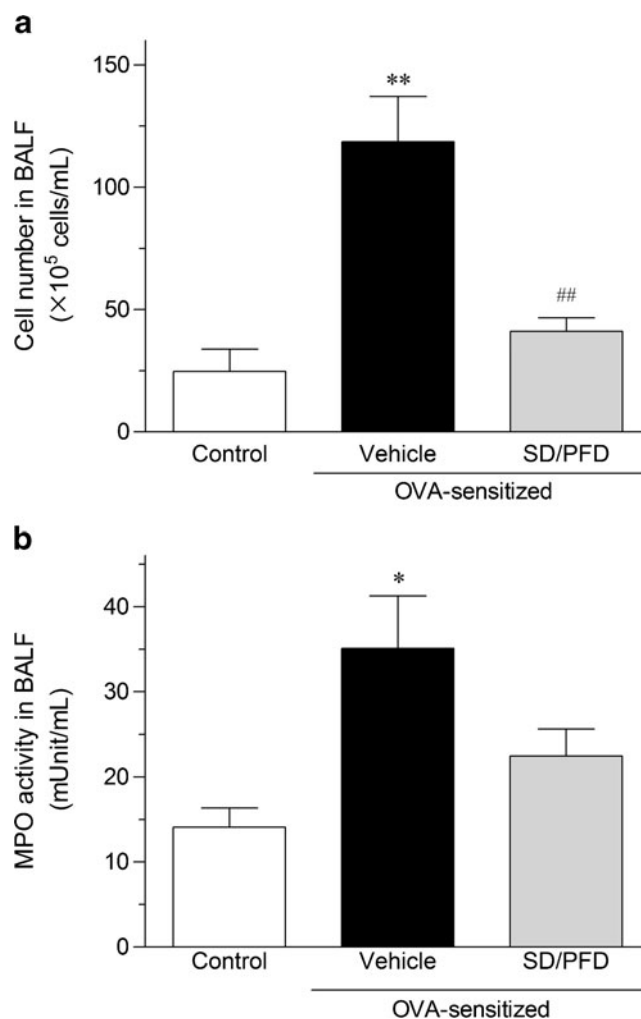 a
Cell number in BALF
(×10⁵ cells/mL)
150
100
50
0
**
##
Control Vehicle SD/PFD
OVA-sensitized
b
MPO activity in BALF
(mUnit/mL)
40
30
20
10
0
*
Control Vehicle SD/PFD
OVA-sensitized